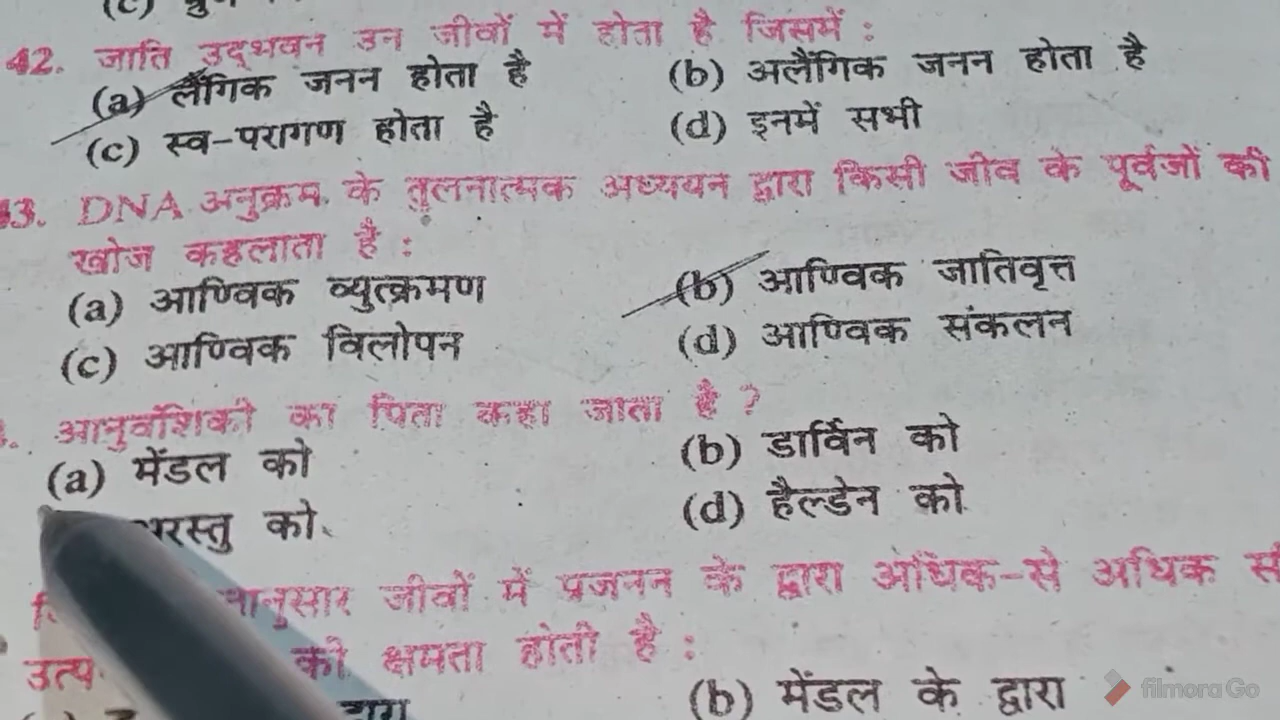 (c)
42. जाति उद्भवन उन जीवों में होता है जिसमें :
(a) लैंगिक जनन होता है (b) अलैंगिक जनन होता है
(c) स्व-परागण होता है (d) इनमें सभी
43. DNA अनुक्रम के तुलनात्मक अध्ययन द्वारा किसी जीव के पूर्वजों की
खोज कहलाता है :
(a) आण्विक व्युत्क्रमण (b) आण्विक जातिवृत्त
(c) आण्विक विलोपन (d) आण्विक संकलन
आनुवंशिकी का पिता कहा जाता है ?
(a) मेंडल को (b) डार्विन को
अरस्तु को (d) हैल्डेन को
जीवों में प्रजनन के द्वारा अधिक-से अधिक
की क्षमता होती है :
(b) मेंडल के द्वारा
filmora Go